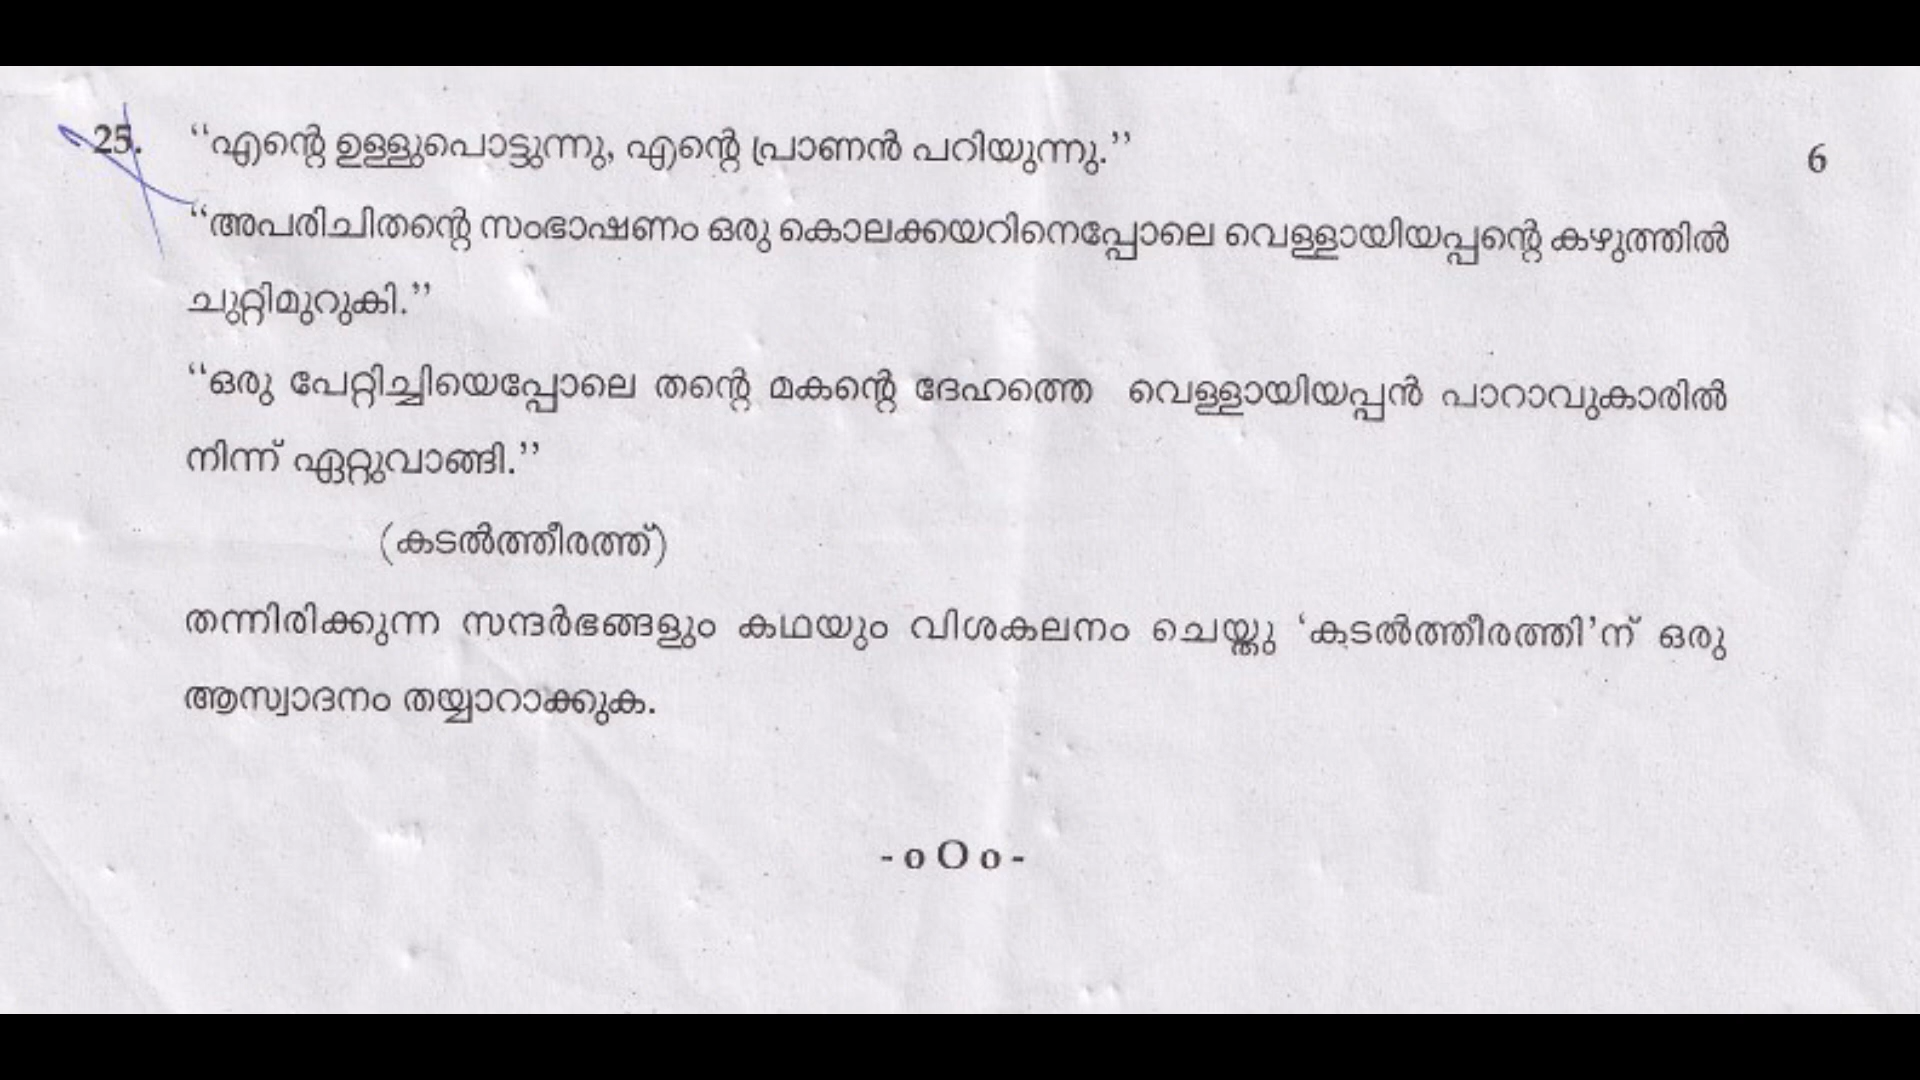 25. “എന്റെ ഉള്ളുപൊട്ടുന്നു, എന്റെ പ്രാണൻ പറിയുന്നു.” 6
“അപരിചിതന്റെ സംഭാഷണം ഒരു കൊലക്കയറിനെപ്പോലെ വെള്ളായിയപ്പന്റെ കഴുത്തിൽ
ചുറ്റിമുറുകി.”
“ഒരു പേറ്റിച്ചിയെപ്പോലെ തന്റെ മകന്റെ ദേഹത്തെ വെള്ളായിയപ്പൻ പാറാവുകാരിൽ
നിന്ന് ഏറ്റുവാങ്ങി.”
(കടൽത്തീരത്ത്)
തന്നിരിക്കുന്ന സന്ദർഭങ്ങളും കഥയും വിശകലനം ചെയ്തു ‘കടൽത്തീരത്തി’ന് ഒരു
ആസ്വാദനം തയ്യാറാക്കുക.
- o O o -